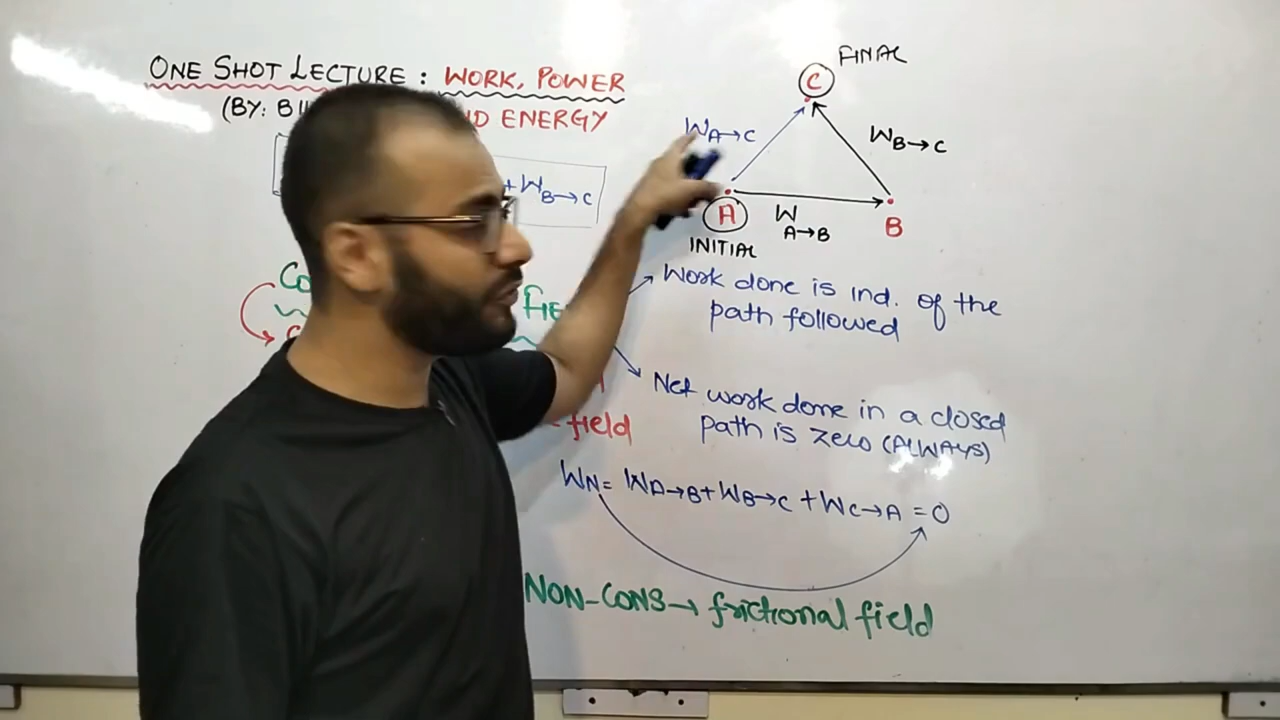 ONE SHOT LECTURE : WORK, POWER
(BY: ENERGY
+ WB→C
FINAL
C
WA→C
WB→C
A
W A→B
B
INITIAL
Work done is ind. of the
path followed
Net work done in a closed
path is zero (ALWAYS)
field
WN = WA→B + WB→C + WC→A = 0
NON-CONS → frictional field